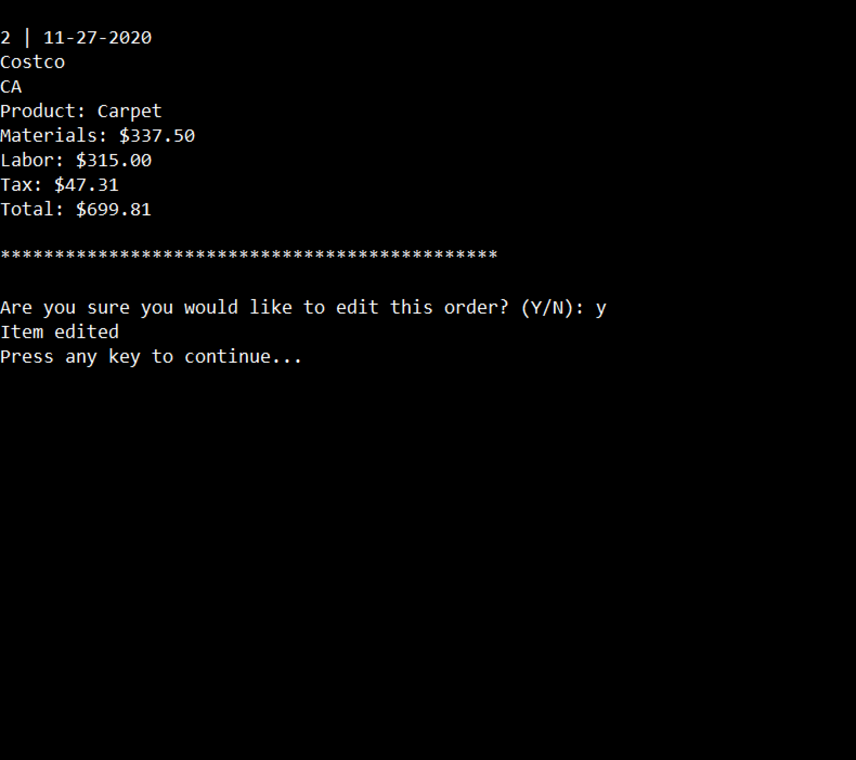 2 | 11-27-2020
Costco
CA
Product: Carpet
Materials: $337.50
Labor: $315.00
Tax: $47.31
Total: $699.81
**********************************************
Are you sure you would like to edit this order? (Y/N): y
Item edited
Press any key to continue...